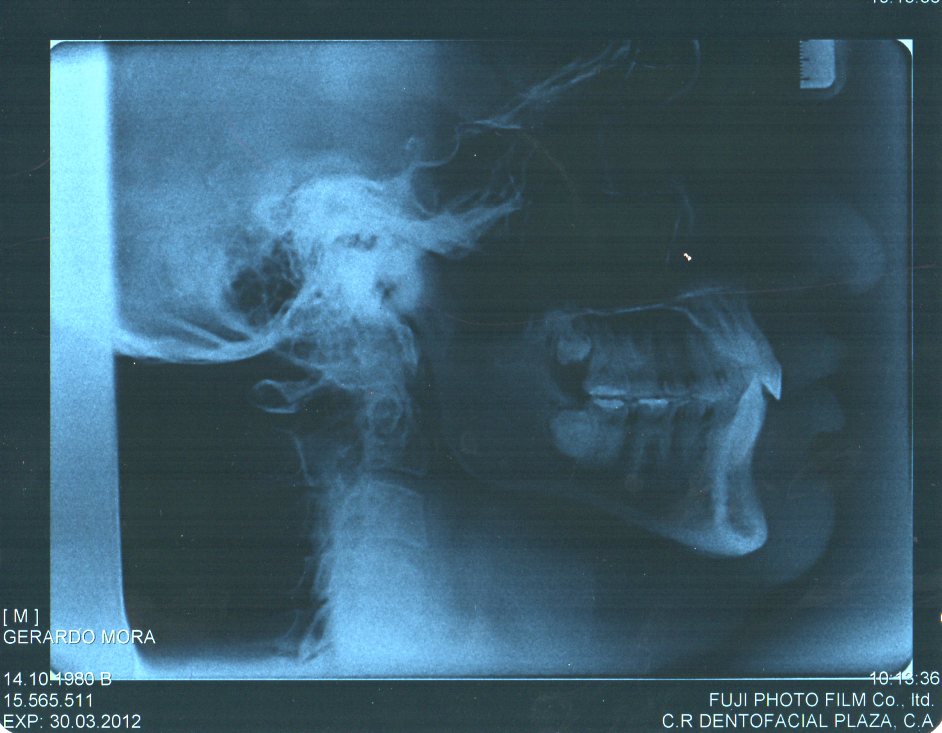 [ M ]
GERARDO MORA
14.10.1980 B
15.565.511
EXP: 30.03.2012
10:15:36
FUJI PHOTO FILM Co., ltd.
C.R DENTOFACIAL PLAZA, C.A